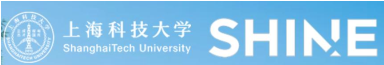 上海科技大学
ShanghaiTech University
SHINE